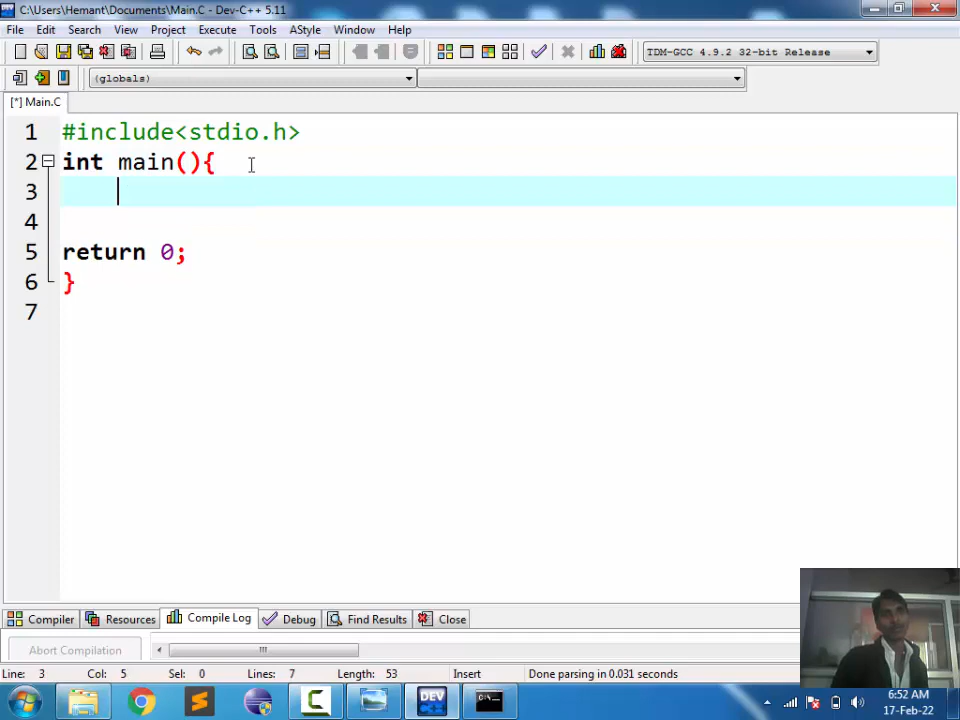 C:\Users\Hemant\Documents\Main.C - Dev-C++ 5.11
File Edit Search View Project Execute Tools AStyle Window Help
TDM-GCC 4.9.2 32-bit Release
(globals)
[*] Main.C
1 #include<stdio.h>
2 int main(){
3
4
5 return 0;
6 }
7
Compiler Resources Compile Log Debug Find Results Close
Abort Compilation
Line: 3 Col: 5 Sel: 0 Lines: 7 Length: 53 Insert Done parsing in 0.031 seconds
DEV
C:\.
6:52 AM
17-Feb-22